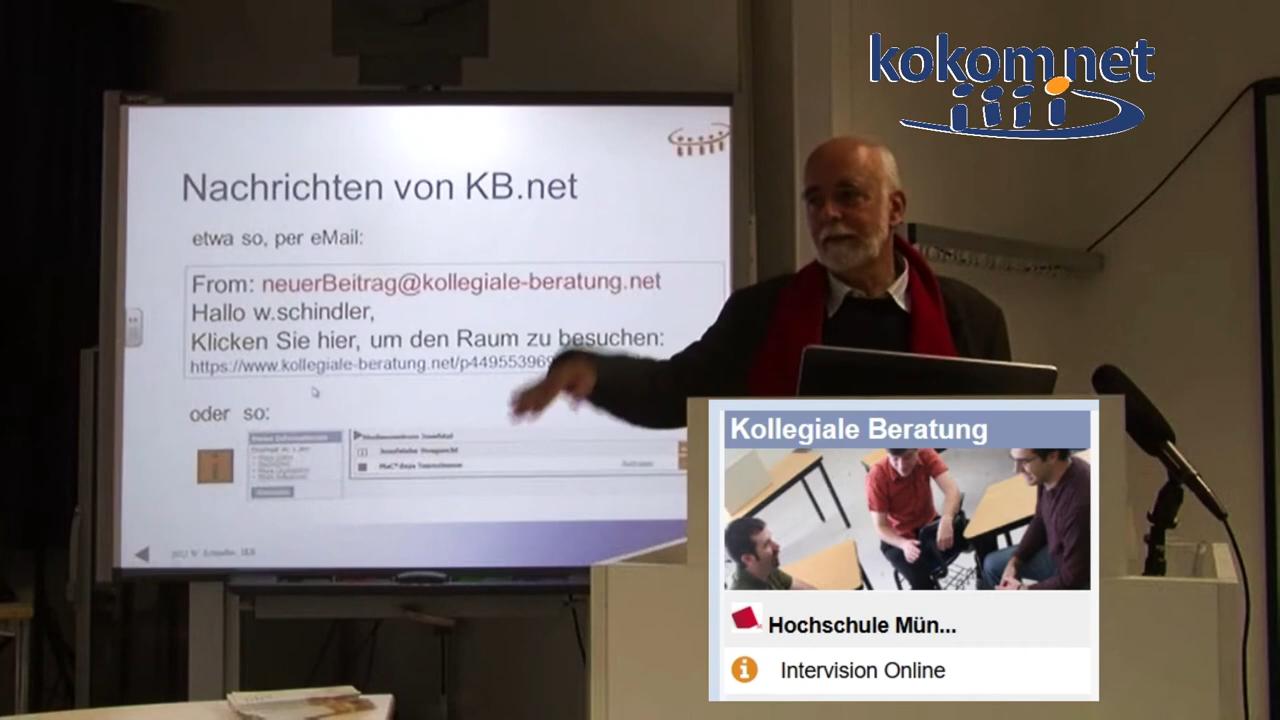 kokom.net
Nachrichten von KB.net
etwa so, per eMail:
From: neuerBeitrag@kollegiale-beratung.net
Hallo w.schindler,
Klicken Sie hier, um den Raum zu besuchen:
https://www.kollegiale-beratung.net/p449553969
oder so:
Kollegiale Beratung
Hochschule Mün...
Intervision Online